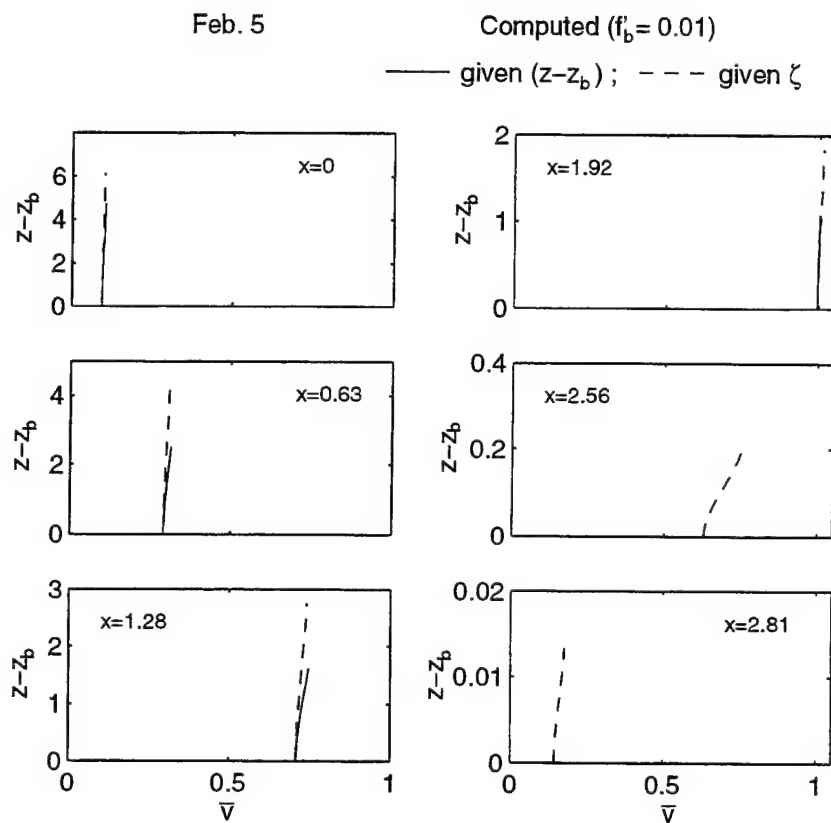 Feb. 5
Computed (f'b = 0.01)
given (z−zb) ; given ζ
z−zb
6
4
2
0
x=0
z−zb
2
1
0
x=1.92
z−zb
4
2
0
x=0.63
z−zb
0.4
0.2
0
x=2.56
z−zb
3
2
1
0
x=1.28
0 0.5 1
v̅
z−zb
0.02
0.01
0
x=2.81
0 0.5 1
v̅